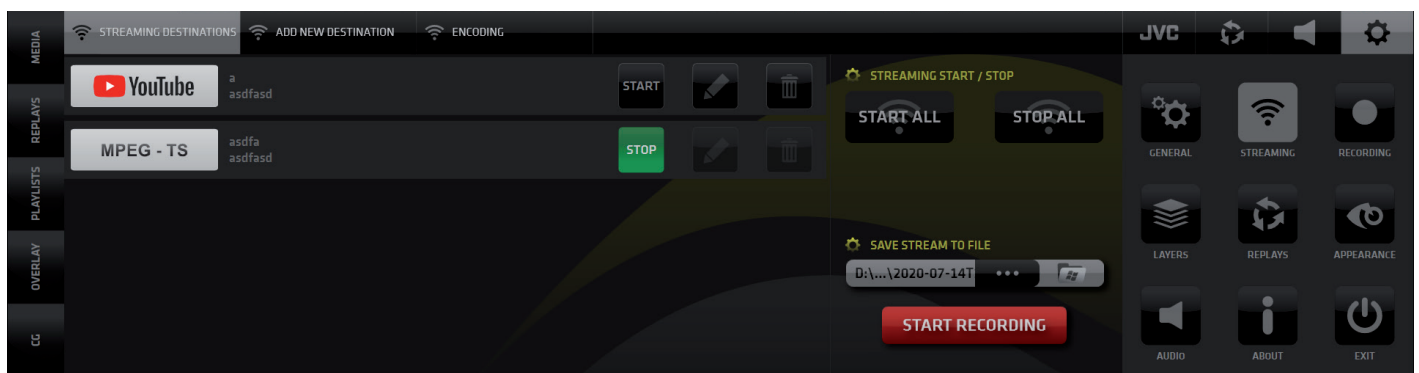 MEDIA
REPLAYS
PLAYLISTS
OVERLAY
CG
STREAMING DESTINATIONS
ADD NEW DESTINATION
ENCODING
YouTube
a
asdfasd
START
MPEG - TS
asdfa
asdfasd
STOP
STREAMING START / STOP
START ALL
STOP ALL
SAVE STREAM TO FILE
D:\...\2020-07-14T
START RECORDING
JVC
GENERAL
STREAMING
RECORDING
LAYERS
REPLAYS
APPEARANCE
AUDIO
ABOUT
EXIT